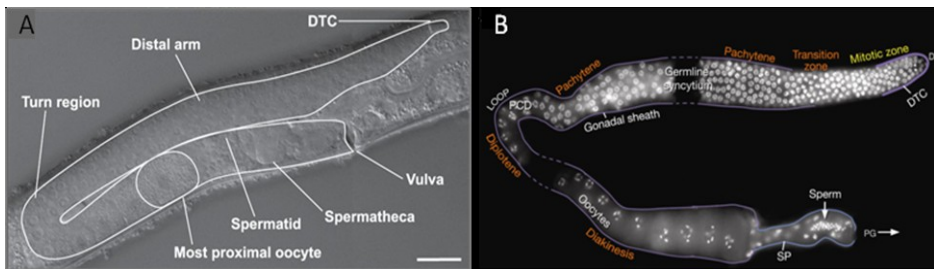 A
DTC
Distal arm
Turn region
Vulva
Spermatheca
Spermatid
Most proximal oocyte
B
Pachytene
Transition
zone
Mitotic zone
Pachytene
Germline
syncytium
DTC
LOOP
PCD
Gonadal sheath
Diplotene
Oocytes
Diakinesis
Sperm
SP
PG